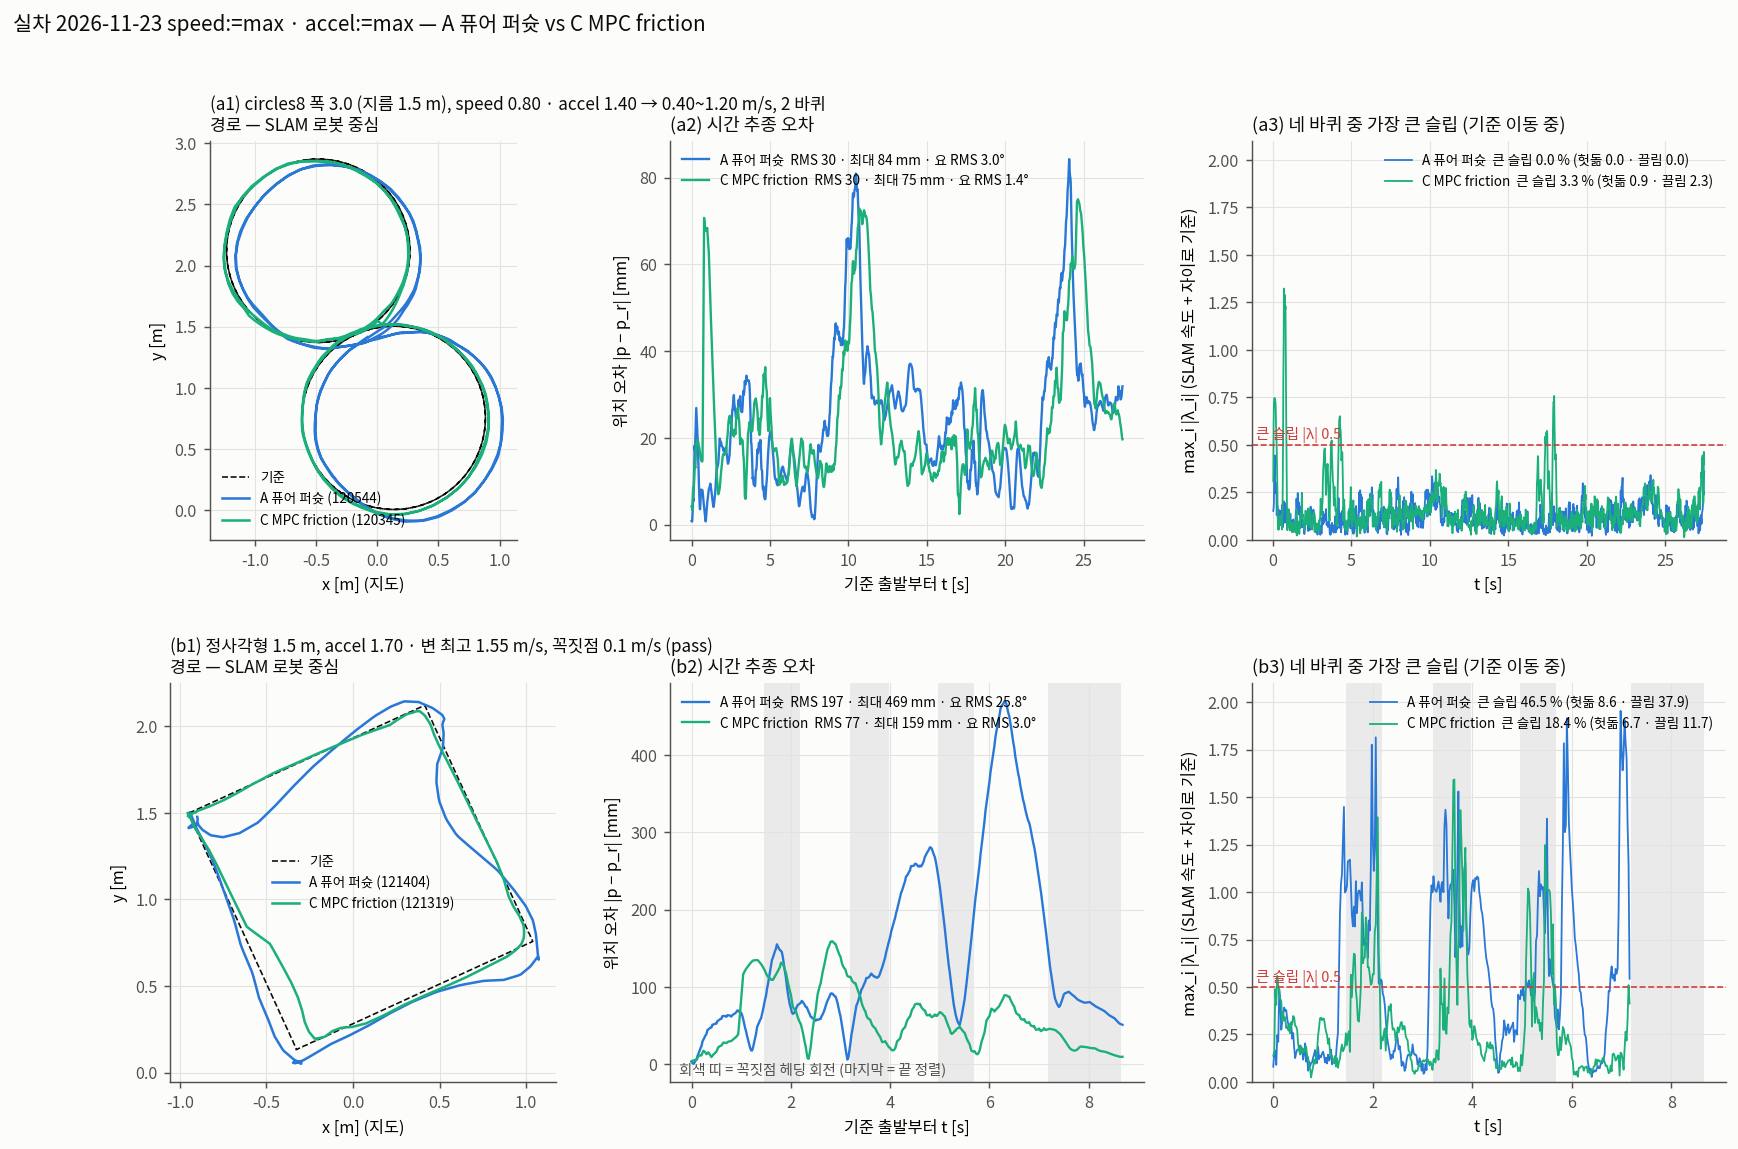 실차 2026-11-23 speed:=max · accel:=max — A 퓨어 퍼슛 vs C MPC friction
(a1) circles8 폭 3.0 (지름 1.5 m), speed 0.80 · accel 1.40 → 0.40~1.20 m/s, 2 바퀴
경로 — SLAM 로봇 중심
3.0
2.5
2.0
1.5
1.0
0.5
0.0
y [m]
기준
A 퓨어 퍼슛 (120544)
C MPC friction (120345)
-1.0 -0.5 0.0 0.5 1.0
x [m] (지도)
(a2) 시간 추종 오차
A 퓨어 퍼슛 RMS 30 · 최대 84 mm · 요 RMS 3.0°
C MPC friction RMS 30 · 최대 75 mm · 요 RMS 1.4°
80
60
40
20
0
위치 오차 |p − p_r| [mm]
0 5 10 15 20 25
기준 출발부터 t [s]
(a3) 네 바퀴 중 가장 큰 슬립 (기준 이동 중)
A 퓨어 퍼슛 큰 슬립 0.0 % (헛돎 0.0 · 끌림 0.0)
C MPC friction 큰 슬립 3.3 % (헛돎 0.9 · 끌림 2.3)
2.00
1.75
1.50
1.25
1.00
0.75
0.50
0.25
0.00
max_i |λ_i| (SLAM 속도 + 자이로 기준)
큰 슬립 |λ| 0.5
0 5 10 15 20 25
t [s]
(b1) 정사각형 1.5 m, accel 1.70 · 변 최고 1.55 m/s, 꼭짓점 0.1 m/s (pass)
경로 — SLAM 로봇 중심
2.0
1.5
1.0
0.5
0.0
y [m]
기준
A 퓨어 퍼슛 (121404)
C MPC friction (121319)
-1.0 -0.5 0.0 0.5 1.0
x [m] (지도)
(b2) 시간 추종 오차
A 퓨어 퍼슛 RMS 197 · 최대 469 mm · 요 RMS 25.8°
C MPC friction RMS 77 · 최대 159 mm · 요 RMS 3.0°
400
300
200
100
0
위치 오차 |p − p_r| [mm]
회색 띠 = 꼭짓점 헤딩 회전 (마지막 = 끝 정렬)
0 2 4 6 8
기준 출발부터 t [s]
(b3) 네 바퀴 중 가장 큰 슬립 (기준 이동 중)
A 퓨어 퍼슛 큰 슬립 46.5 % (헛돎 8.6 · 끌림 37.9)
C MPC friction 큰 슬립 18.4 % (헛돎 6.7 · 끌림 11.7)
2.00
1.75
1.50
1.25
1.00
0.75
0.50
0.25
0.00
max_i |λ_i| (SLAM 속도 + 자이로 기준)
큰 슬립 |λ| 0.5
0 2 4 6 8
t [s]